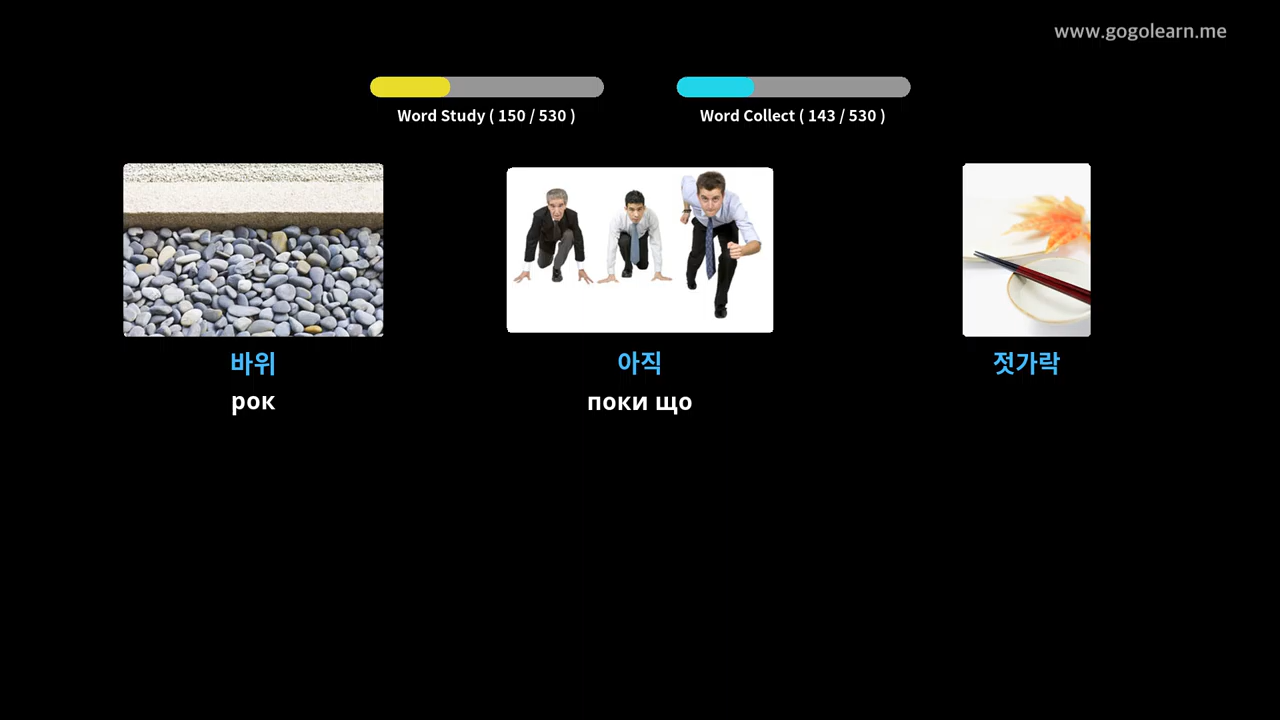 www.gogolearn.me
Word Study ( 150 / 530 )
Word Collect ( 143 / 530 )
바위
рок
아직
поки що
젓가락